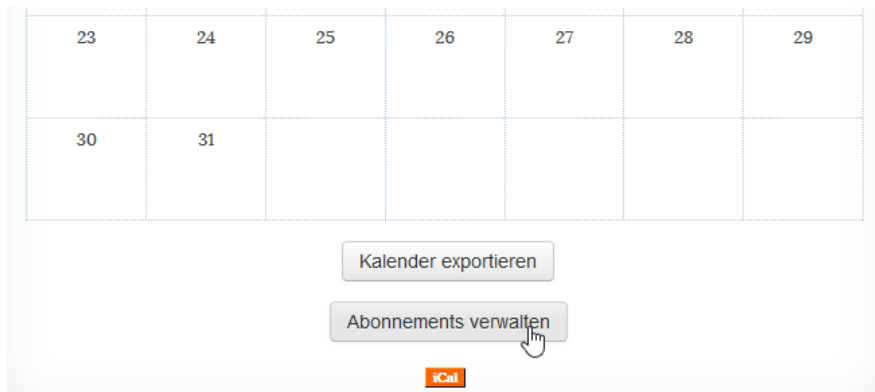 23 24 25 26 27 28 29
30 31
Kalender exportieren
Abonnements verwalten
iCal